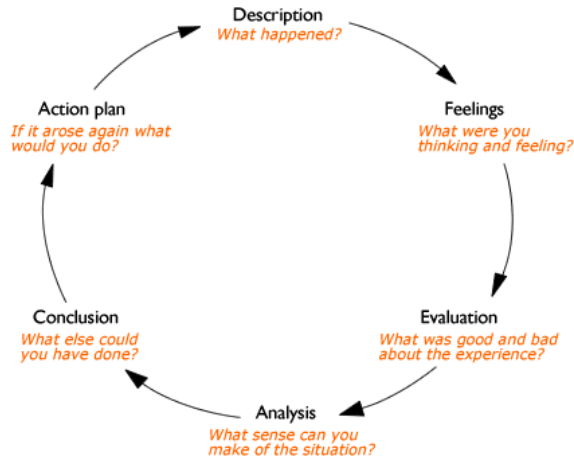 Description
What happened?
Feelings
What were you
thinking and feeling?
Evaluation
What was good and bad
about the experience?
Analysis
What sense can you
make of the situation?
Conclusion
What else could
you have done?
Action plan
If it arose again what
would you do?